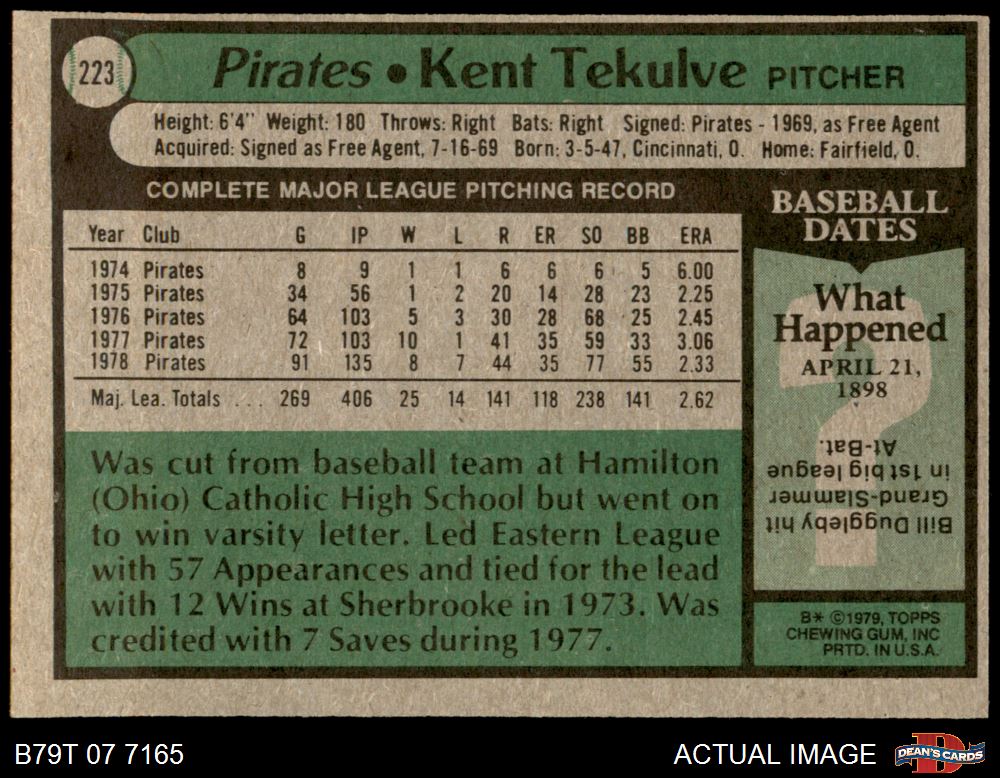 223
Pirates • Kent Tekulve PITCHER
Height: 6'4" Weight: 180 Throws: Right Bats: Right Signed: Pirates - 1969, as Free Agent
Acquired: Signed as Free Agent, 7-16-69 Born: 3-5-47, Cincinnati, O. Home: Fairfield, O.
COMPLETE MAJOR LEAGUE PITCHING RECORD
Year Club G IP W L R ER SO BB ERA
1974 Pirates 8 9 1 1 6 6 6 5 6.00
1975 Pirates 34 56 1 2 20 14 28 23 2.25
1976 Pirates 64 103 5 3 30 28 68 25 2.45
1977 Pirates 72 103 10 1 41 35 59 33 3.06
1978 Pirates 91 135 8 7 44 35 77 55 2.33
Maj. Lea. Totals ... 269 406 25 14 141 118 238 141 2.62
Was cut from baseball team at Hamilton
(Ohio) Catholic High School but went on
to win varsity letter. Led Eastern League
with 57 Appearances and tied for the lead
with 12 Wins at Sherbrooke in 1973. Was
credited with 7 Saves during 1977.
BASEBALL
DATES
What
Happened
APRIL 21,
1898
Bill Duggleby hit
Grand-Slammer
in 1st big league
At-Bat.
B* ©1979, TOPPS
CHEWING GUM, INC
PRTD. IN U.S.A.
B79T 07 7165
ACTUAL IMAGE
DEAN'S CARDS